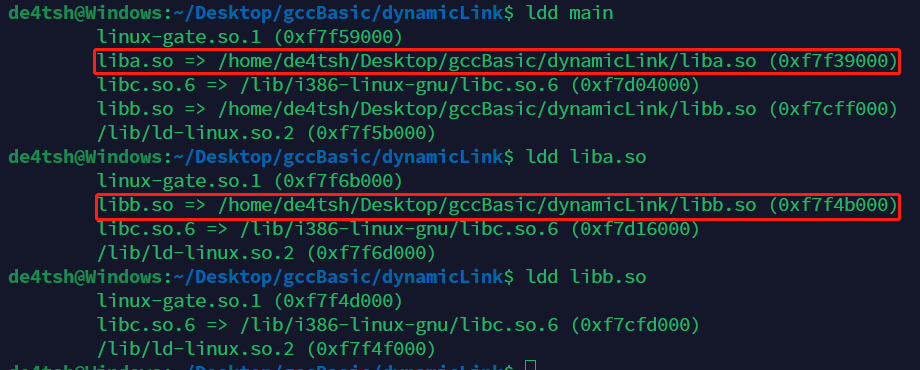 de4tsh@Windows:~/Desktop/gccBasic/dynamicLink$ ldd main
linux-gate.so.1 (0xf7f59000)
liba.so => /home/de4tsh/Desktop/gccBasic/dynamicLink/liba.so (0xf7f39000)
libc.so.6 => /lib/i386-linux-gnu/libc.so.6 (0xf7d04000)
libb.so => /home/de4tsh/Desktop/gccBasic/dynamicLink/libb.so (0xf7cff000)
/lib/ld-linux.so.2 (0xf7f5b000)
de4tsh@Windows:~/Desktop/gccBasic/dynamicLink$ ldd liba.so
linux-gate.so.1 (0xf7f6b000)
libb.so => /home/de4tsh/Desktop/gccBasic/dynamicLink/libb.so (0xf7f4b000)
libc.so.6 => /lib/i386-linux-gnu/libc.so.6 (0xf7d16000)
/lib/ld-linux.so.2 (0xf7f6d000)
de4tsh@Windows:~/Desktop/gccBasic/dynamicLink$ ldd libb.so
linux-gate.so.1 (0xf7f4d000)
libc.so.6 => /lib/i386-linux-gnu/libc.so.6 (0xf7cfd000)
/lib/ld-linux.so.2 (0xf7f4f000)
de4tsh@Windows:~/Desktop/gccBasic/dynamicLink$